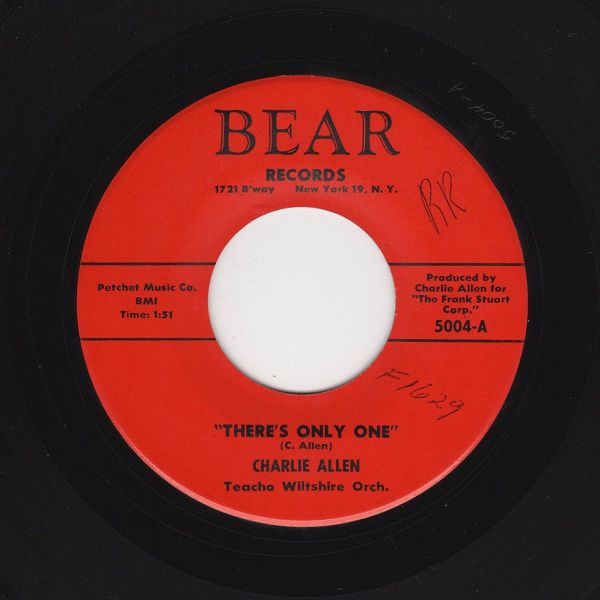 5004-A
BEAR
RECORDS
1721 B'way New York 19, N. Y.
RR
Petchet Music Co.
BMI
Time: 1:51
Produced by
Charlie Allen for
"The Frank Stuart
Corp."
5004-A
F1629
"THERE'S ONLY ONE"
(C. Allen)
CHARLIE ALLEN
Teacho Wiltshire Orch.